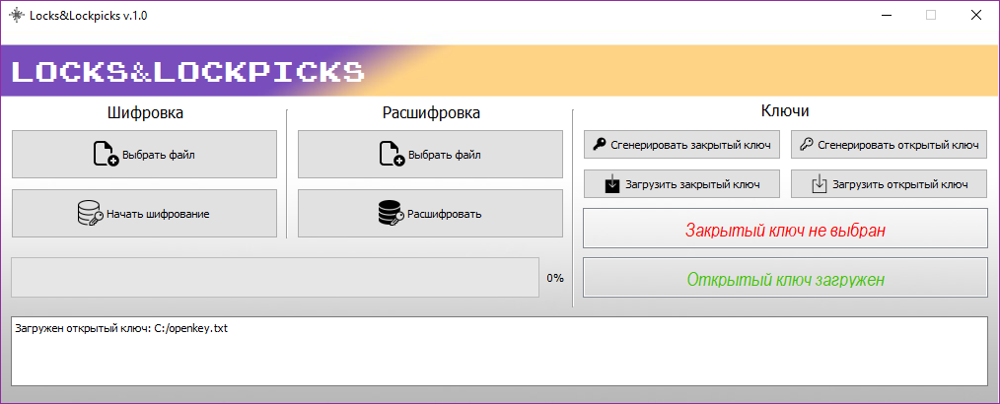 Locks&Lockpicks v.1.0
LOCKS&LOCKPICKS
Шифровка
Выбрать файл
Начать шифрование
Расшифровка
Выбрать файл
Расшифровать
Ключи
Сгенерировать закрытый ключ
Сгенерировать открытый ключ
Загрузить закрытый ключ
Загрузить открытый ключ
Закрытый ключ не выбран
Открытый ключ загружен
0%
Загружен открытый ключ: C:/openkey.txt